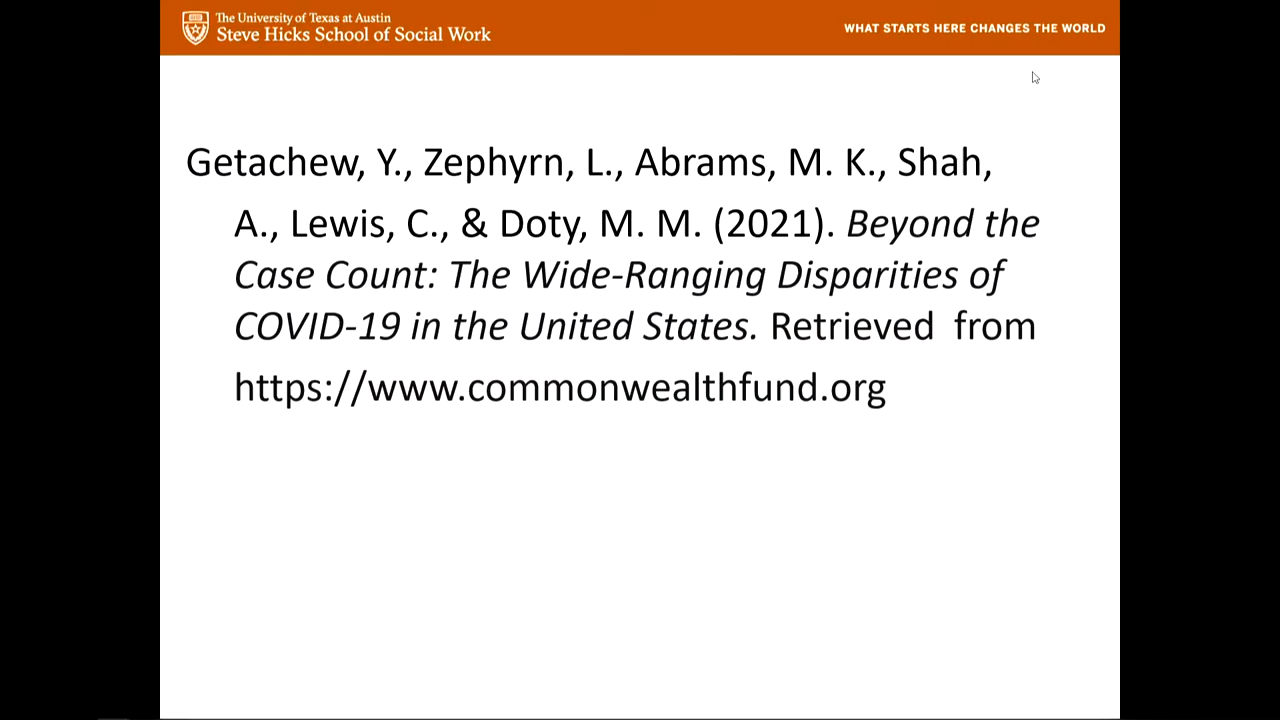 The University of Texas at Austin
Steve Hicks School of Social Work
WHAT STARTS HERE CHANGES THE WORLD
Getachew, Y., Zephyrn, L., Abrams, M. K., Shah,
A., Lewis, C., & Doty, M. M. (2021). Beyond the
Case Count: The Wide-Ranging Disparities of
COVID-19 in the United States. Retrieved from
https://www.commonwealthfund.org